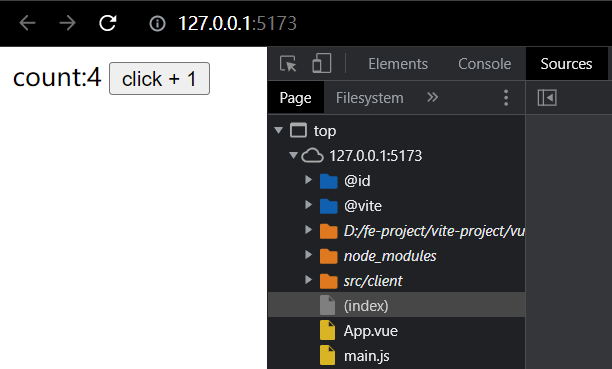 127.0.0.1:5173
count:4 click + 1
Elements Console Sources
Page Filesystem
top
127.0.0.1:5173
@id
@vite
D:/fe-project/vite-project/vu
node_modules
src/client
(index)
App.vue
main.js